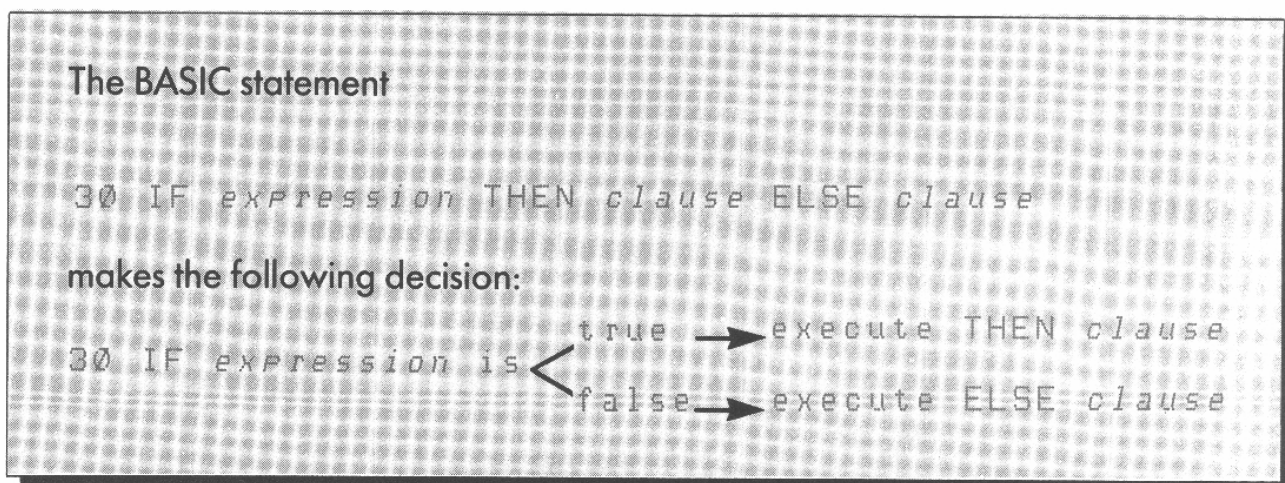 The BASIC statement
30 IF expression THEN clause ELSE clause
makes the following decision:
true → execute THEN clause
30 IF expression is
false → execute ELSE clause